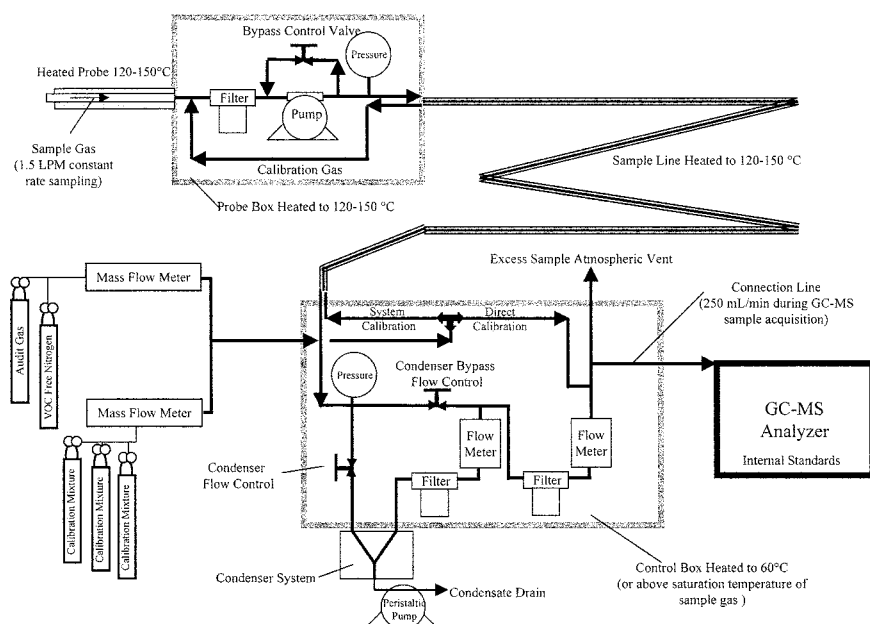 Bypass Control Valve
Pressure
Heated Probe 120-150°C
Filter
Pump
Sample Gas
(1.5 LPM constant
rate sampling)
Calibration Gas
Probe Box Heated to 120-150 °C
Sample Line Heated to 120-150 °C
Excess Sample Atmospheric Vent
Connection Line
(250 mL/min during GC-MS
sample acquisition)
Mass Flow Meter
Audit Gas
VOC Free Nitrogen
System
Calibration
Direct
Calibration
Pressure
Condenser Bypass
Flow Control
Mass Flow Meter
Flow
Meter
Flow
Meter
GC-MS
Analyzer
Internal Standards
Calibration Mixture
Calibration Mixture
Calibration Mixture
Condenser
Flow Control
Filter
Filter
Condenser System
Condensate Drain
Peristaltic
Pump
Control Box Heated to 60°C
(or above saturation temperature of
sample gas )